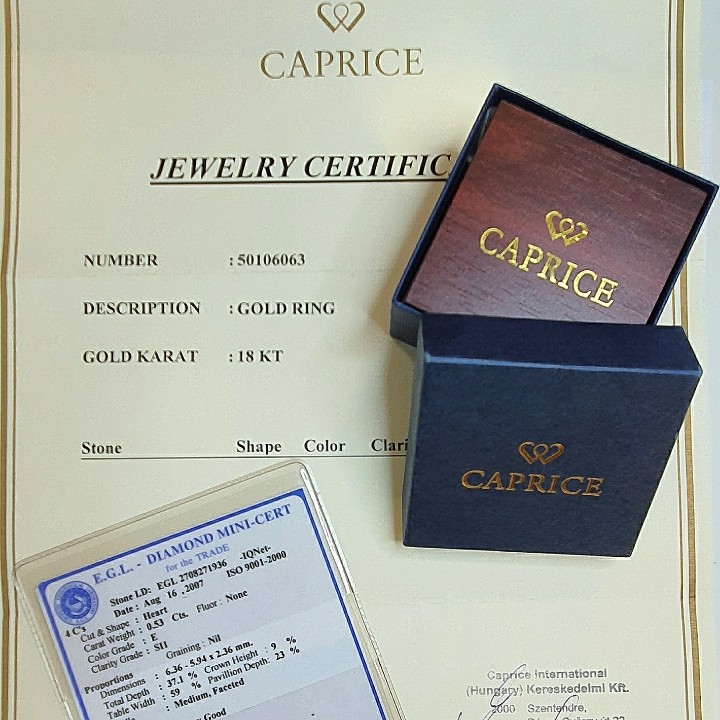 CAPRICE
JEWELRY CERTIFIC
NUMBER : 50106063
DESCRIPTION : GOLD RING
GOLD KARAT : 18 KT
Stone Shape Color Clari
CAPRICE
CAPRICE
E.G.L. - DIAMOND MINI-CERT
for the TRADE
Stone I.D: EGL 2708271936 -IQNet-
Date: Aug 16 ,2007 ISO 9001-2000
4 C's
Cut & Shape : Heart
Carat Weight : 0.53 Cts. Fluor : None
Color Grade : E
Clarity Grade : SI1 Graining : Nil
Proportions
Dimensions : 6.36 - 5.94 x 2.36 mm.
Total Depth : 37.1 % Crown Height : 9 %
Table Width : 59 % Pavillion Depth: 23 %
: Medium, Faceted
Good
Caprice International
(Hungary) Kereskedelmi Kft.
2000 Szentendre,